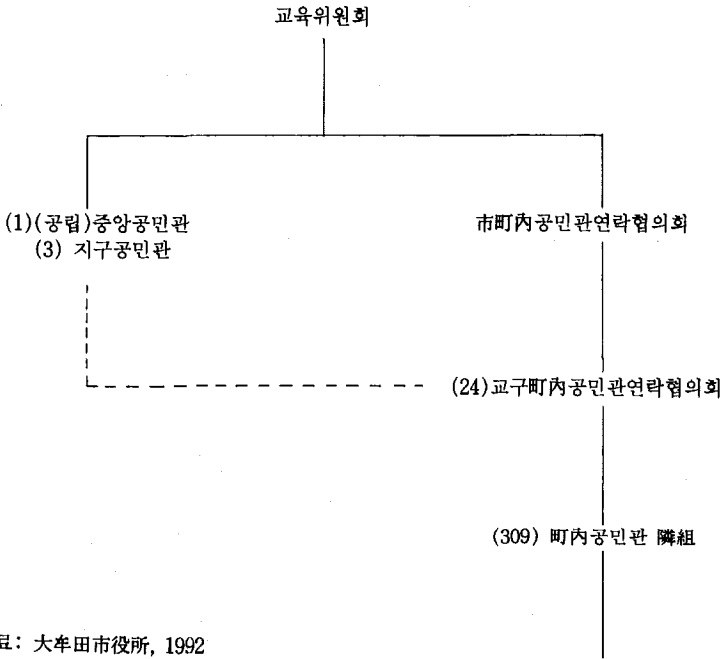 교육위원회
(1)(공립)중앙공민관
(3) 지구공민관
市町內공민관연락협의회
(24)교구町內공민관연락협의회
(309) 町內공민관 隣組
료: 大牟田市役所, 1992